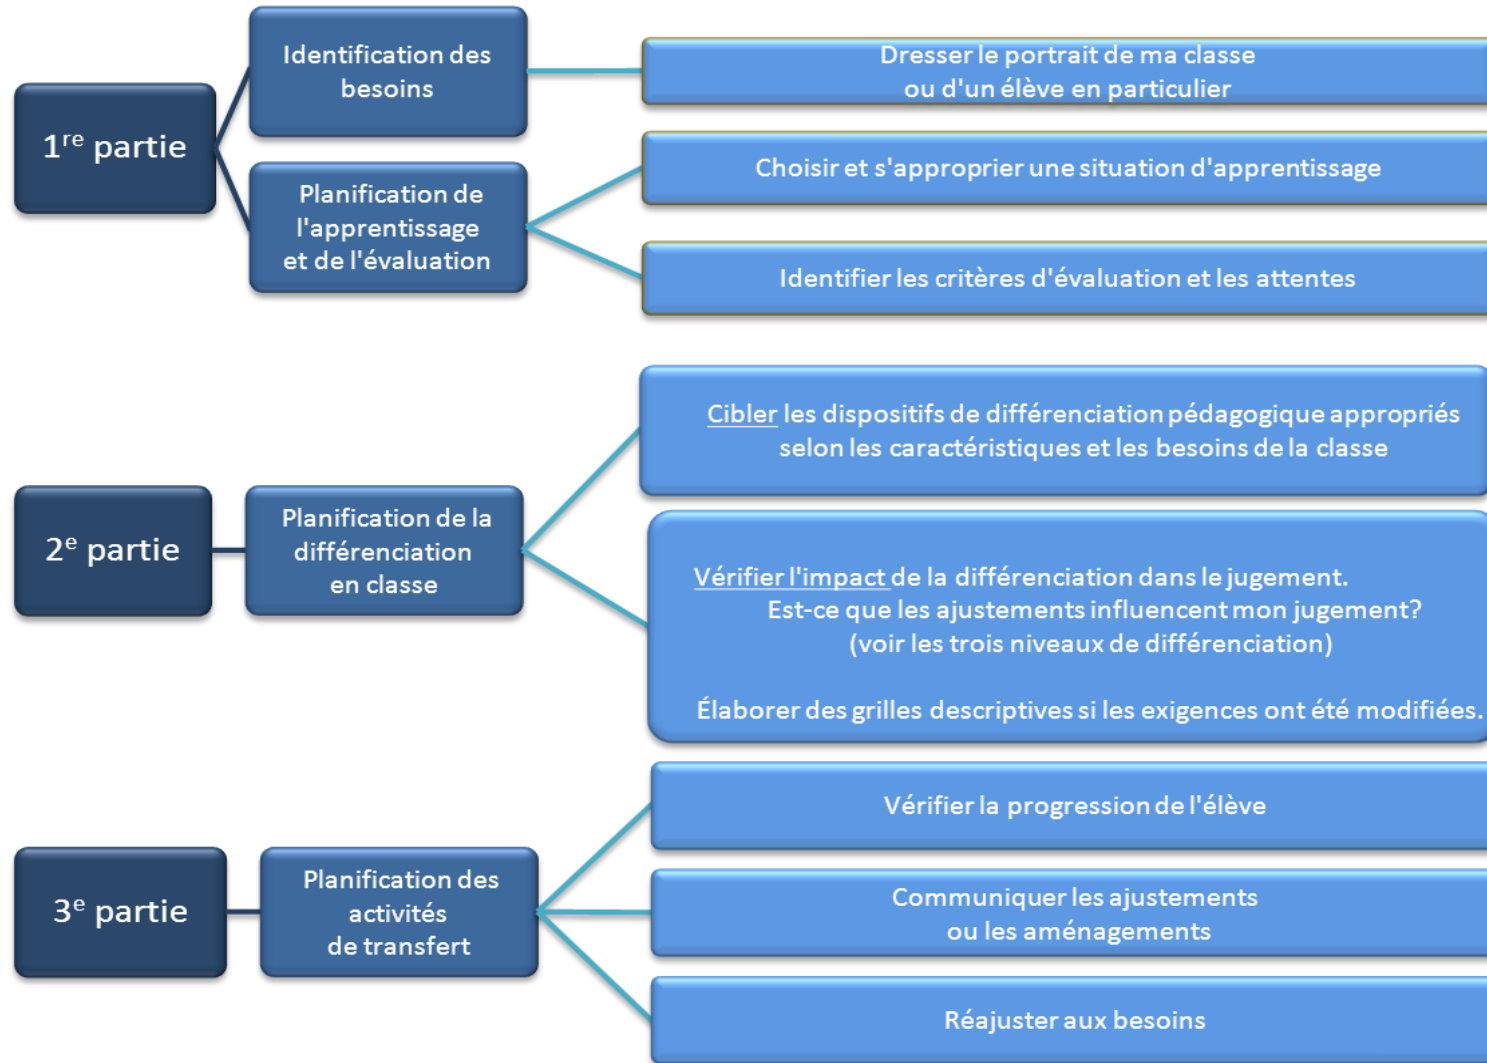 1re partie
Identification des
besoins
Dresser le portrait de ma classe
ou d'un élève en particulier
Planification de
l'apprentissage
et de l'évaluation
Choisir et s'approprier une situation d'apprentissage
Identifier les critères d'évaluation et les attentes
2e partie
Planification de la
différenciation
en classe
Cibler les dispositifs de différenciation pédagogique appropriés
selon les caractéristiques et les besoins de la classe
Vérifier l'impact de la différenciation dans le jugement.
Est-ce que les ajustements influencent mon jugement?
(voir les trois niveaux de différenciation)
Élaborer des grilles descriptives si les exigences ont été modifiées.
3e partie
Planification des
activités
de transfert
Vérifier la progression de l'élève
Communiquer les ajustements
ou les aménagements
Réajuster aux besoins